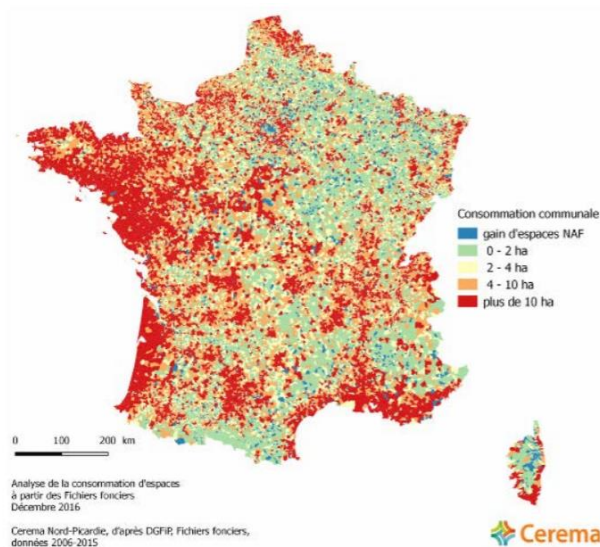 Consommation communale
gain d'espaces NAF
0 - 2 ha
2 - 4 ha
4 - 10 ha
plus de 10 ha
0 100 200 km
Analyse de la consommation d'espaces
à partir des Fichiers fonciers
Décembre 2016
Cerema Nord-Picardie, d'après DGFiP, Fichiers fonciers,
données 2006-2015
Cerema